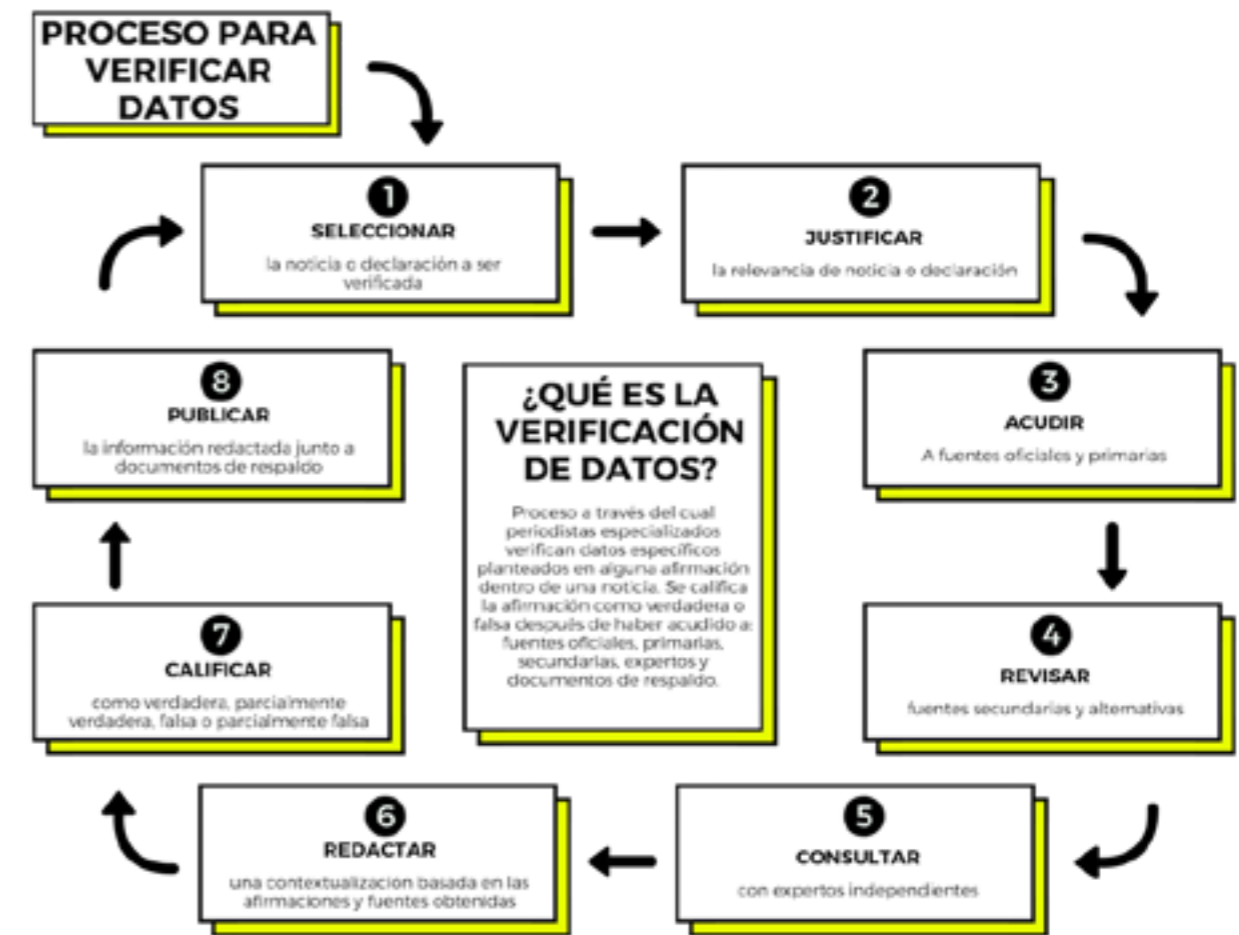 PROCESO PARA
VERIFICAR
DATOS
1
SELECCIONAR
la noticia o declaración a ser
verificada
2
JUSTIFICAR
la relevancia de noticia o declaración
3
ACUDIR
A fuentes oficiales y primarias
4
REVISAR
fuentes secundarias y alternativas
5
CONSULTAR
con expertos independientes
6
REDACTAR
una contextualización basada en las
afirmaciones y fuentes obtenidas
7
CALIFICAR
como verdadera, parcialmente
verdadera, falsa o parcialmente falsa
8
PUBLICAR
la información redactada junto a
documentos de respaldo
¿QUÉ ES LA
VERIFICACIÓN
DE DATOS?
Proceso a través del cual
periodistas especializados
verifican datos específicos
planteados en alguna afirmación
dentro de una noticia. Se califica
la afirmación como verdadera o
falsa después de haber acudido a:
fuentes oficiales, primarias,
secundarias, expertos y
documentos de respaldo.